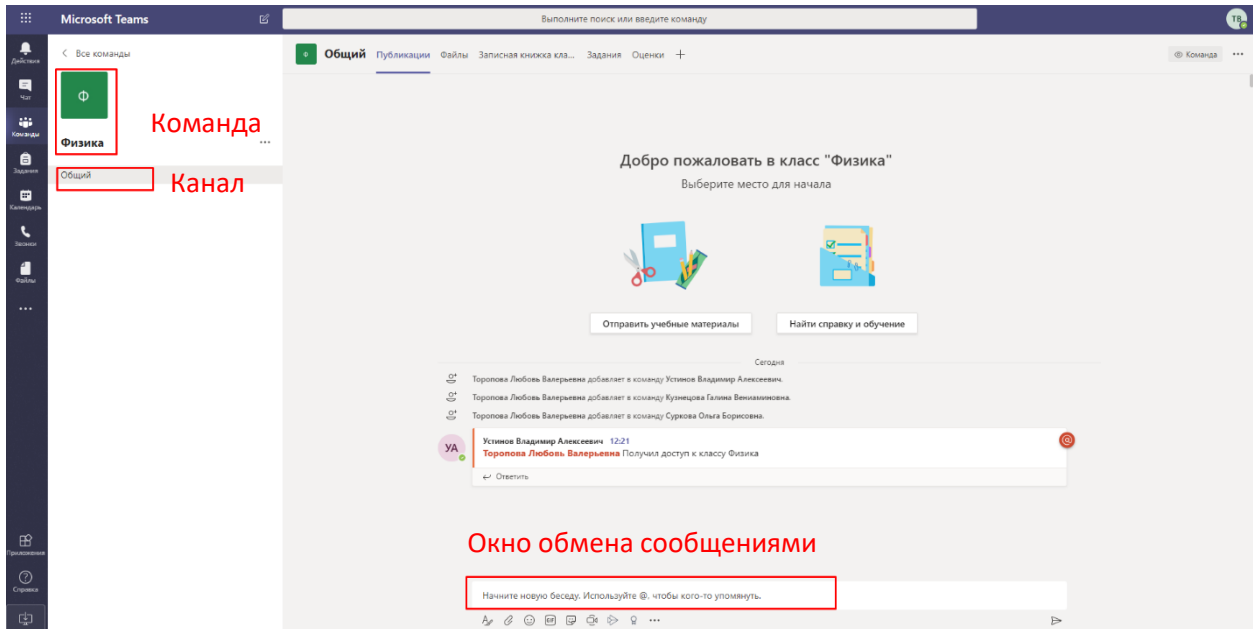 Microsoft Teams
Выполните поиск или введите команду
ТВ
Действия
Чат
Команды
Задания
Календарь
Звонки
Файлы
Приложения
Справка
Все команды
Ф
Физика
Команда
Общий
Канал
Ф
Общий Публикации Файлы Записная книжка кла... Задания Оценки
Команда
Добро пожаловать в класс "Физика"
Выберите место для начала
Отправить учебные материалы
Найти справку и обучение
Сегодня
Торопова Любовь Валерьевна добавляет в команду Устинов Владимир Алексеевич.
Торопова Любовь Валерьевна добавляет в команду Кузнецова Галина Вениаминовна.
Торопова Любовь Валерьевна добавляет в команду Суркова Ольга Борисовна.
УА
Устинов Владимир Алексеевич 12:21
Торопова Любовь Валерьевна Получил доступ к классу Физика
Ответить
Окно обмена сообщениями
Начните новую беседу. Используйте @, чтобы кого-то упомянуть.
GIF